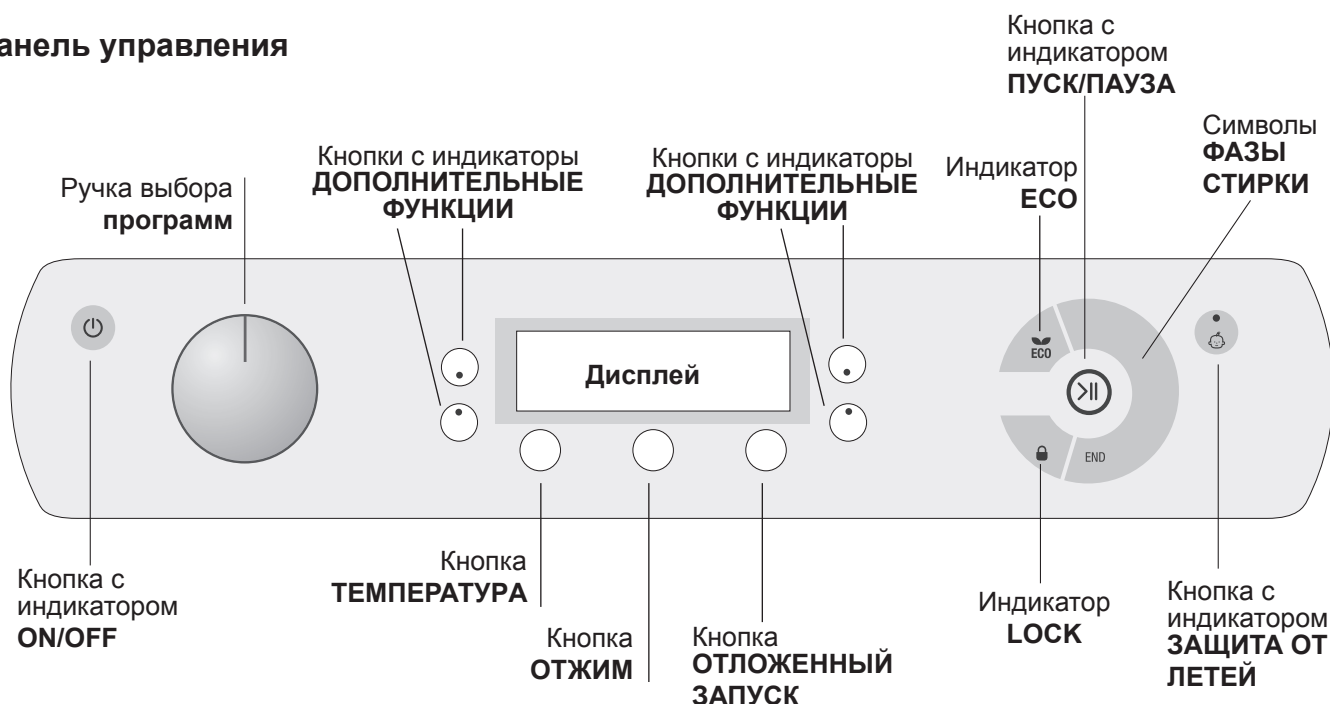 анель управления
Кнопка с
индикатором
ПУСК/ПАУЗА
Символы
ФАЗЫ
СТИРКИ
Индикатор
ECO
Кнопки с индикаторы
ДОПОЛНИТЕЛЬНЫЕ
ФУНКЦИИ
Кнопки с индикаторы
ДОПОЛНИТЕЛЬНЫЕ
ФУНКЦИИ
Ручка выбора
программ
Дисплей
ECO
END
Кнопка с
индикатором
ON/OFF
Кнопка
ТЕМПЕРАТУРА
Кнопка
ОТЖИМ
Кнопка
ОТЛОЖЕННЫЙ
ЗАПУСК
Индикатор
LOCK
Кнопка с
индикатором
ЗАЩИТА ОТ
ЛЕТЕЙ